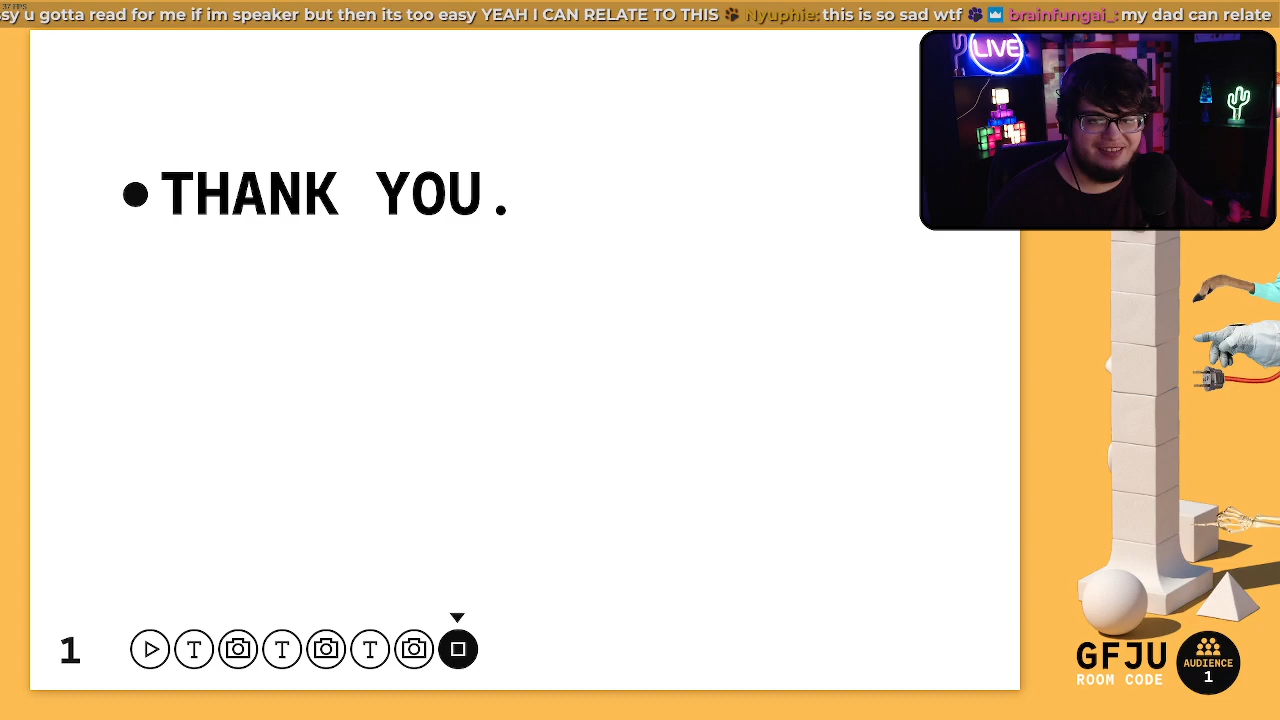 37 FPS
sy u gotta read for me if im speaker but then its too easy YEAH I CAN RELATE TO THIS Nyuphie: this is so sad wtf brainfungai_: my dad can relate
LIVE
• THANK YOU.
1
T T T
GFJU
ROOM CODE
AUDIENCE
1